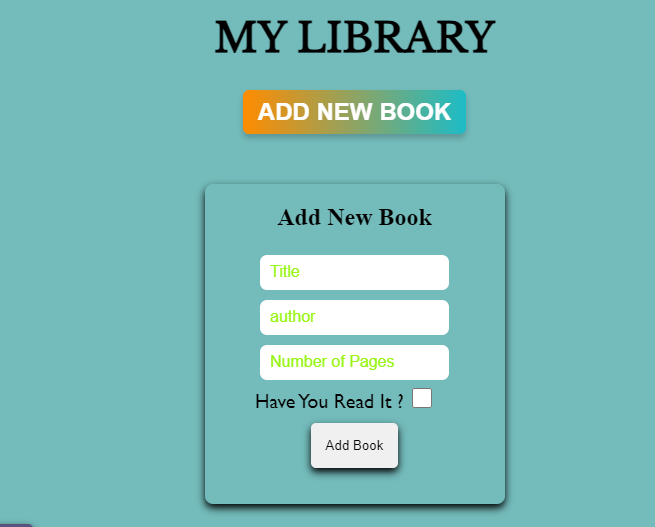 MY LIBRARY
ADD NEW BOOK
Add New Book
Title
author
Number of Pages
Have You Read It ?
Add Book